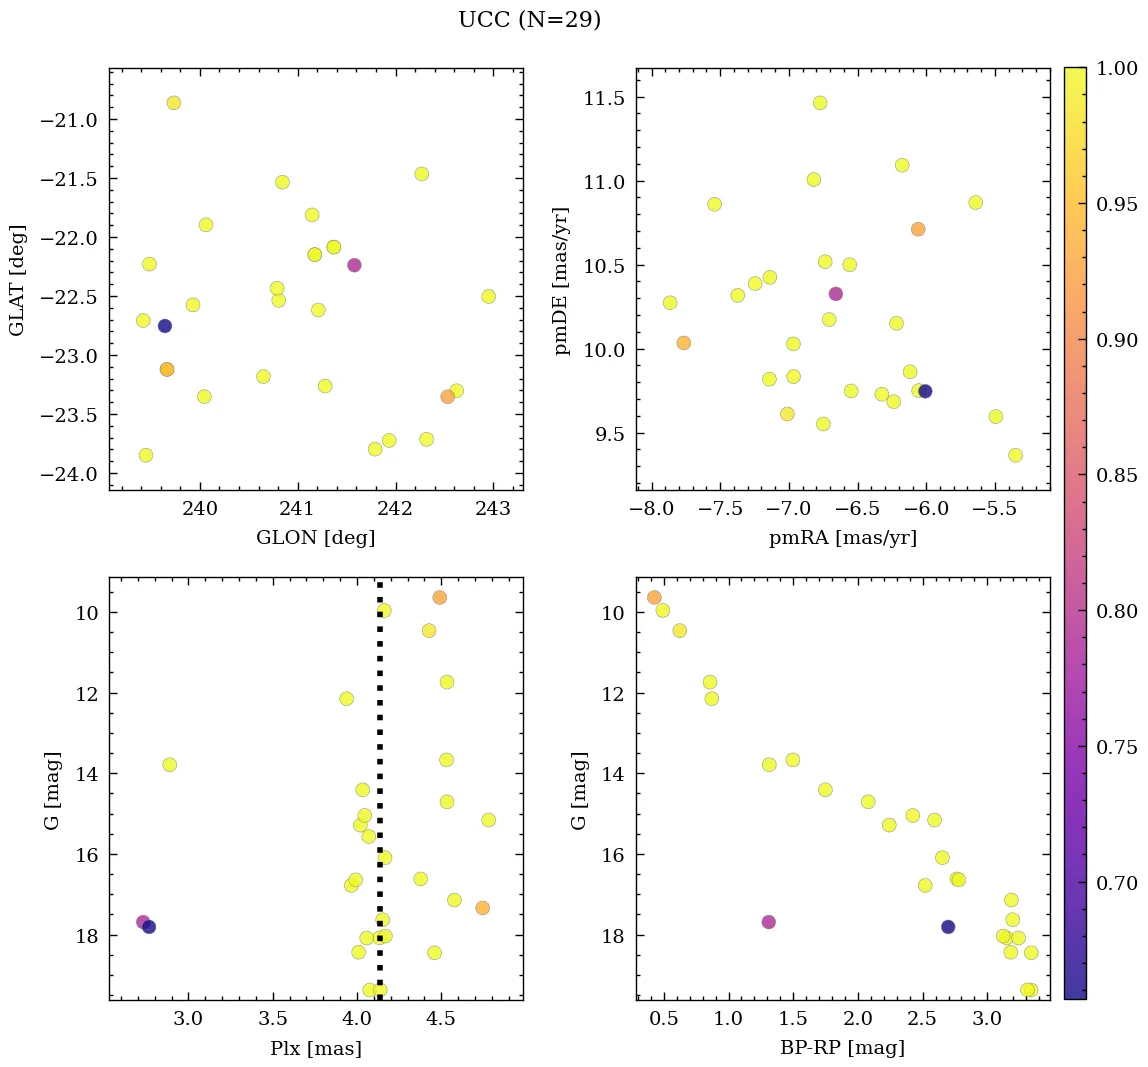 UCC (N=29)
−21.0
−21.5
−22.0
−22.5
−23.0
−23.5
−24.0
GLAT [deg]
240 241 242 243
GLON [deg]
11.5
11.0
10.5
10.0
9.5
pmDE [mas/yr]
−8.0 −7.5 −7.0 −6.5 −6.0 −5.5
pmRA [mas/yr]
1.00
0.95
0.90
0.85
0.80
0.75
0.70
10
12
14
16
18
G [mag]
3.0 3.5 4.0 4.5
Plx [mas]
10
12
14
16
18
G [mag]
0.5 1.0 1.5 2.0 2.5 3.0
BP-RP [mag]